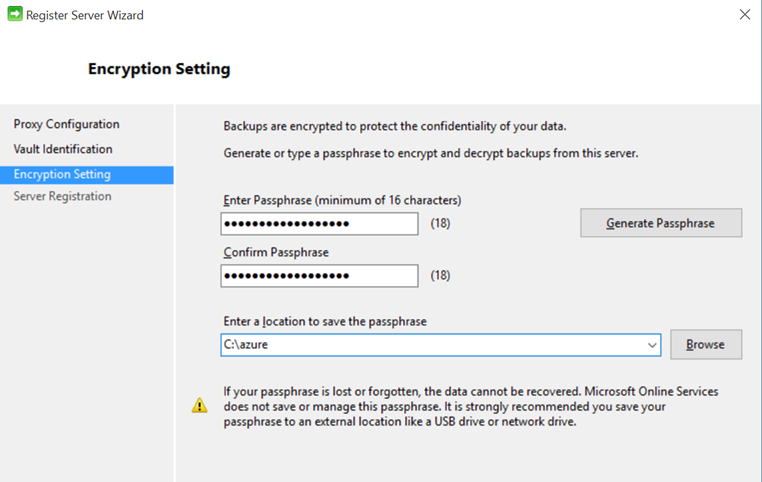 Register Server Wizard
Encryption Setting
Proxy Configuration
Vault Identification
Encryption Setting
Server Registration
Backups are encrypted to protect the confidentiality of your data.
Generate or type a passphrase to encrypt and decrypt backups from this server.
Enter Passphrase (minimum of 16 characters)
●●●●●●●●●●●●●●●●●● (18)
Generate Passphrase
Confirm Passphrase
●●●●●●●●●●●●●●●●●● (18)
Enter a location to save the passphrase
C:\azure
Browse
If your passphrase is lost or forgotten, the data cannot be recovered. Microsoft Online Services
does not save or manage this passphrase. It is strongly recommended you save your
passphrase to an external location like a USB drive or network drive.